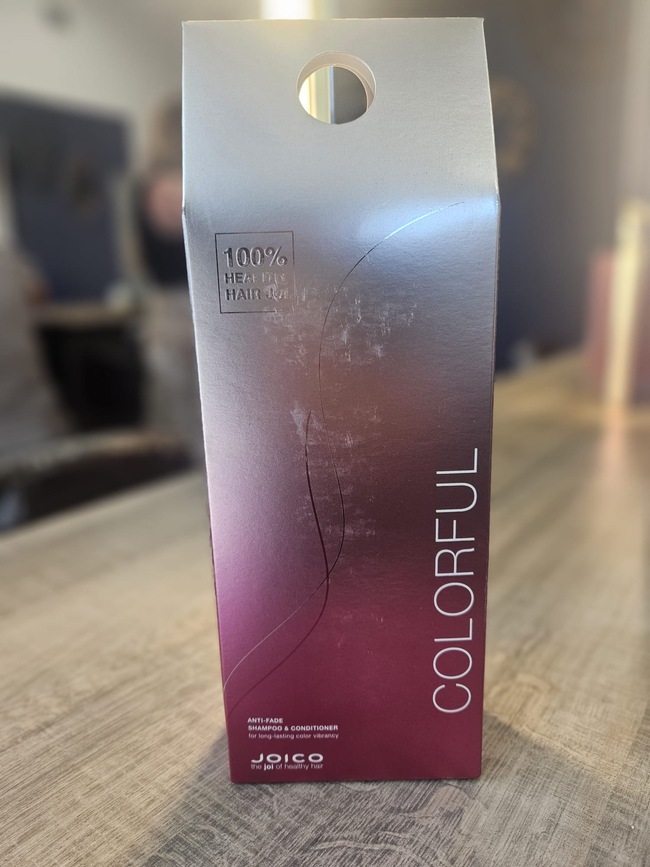 100%
HEALTHY
HAIR Joi
COLORFUL
ANTI-FADE
SHAMPOO & CONDITIONER
for long-lasting color vibrancy
JOICO
the joi of healthy hair